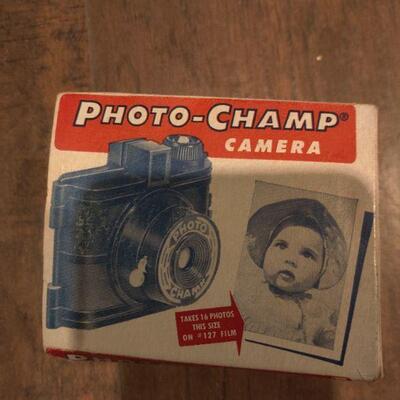 PHOTO-CHAMP®
CAMERA
PHOTO
CHAMP
TAKES 16 PHOTOS
THIS SIZE
ON #127 FILM